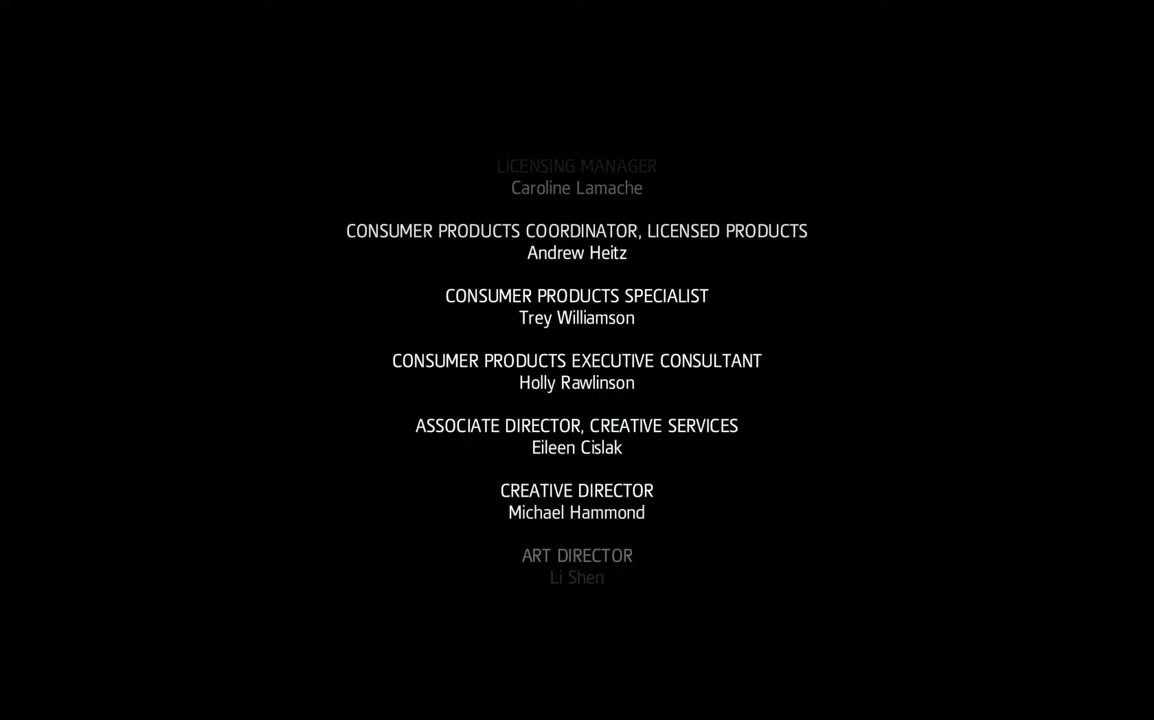 LICENSING MANAGER
Caroline Lamache
CONSUMER PRODUCTS COORDINATOR, LICENSED PRODUCTS
Andrew Heitz
CONSUMER PRODUCTS SPECIALIST
Trey Williamson
CONSUMER PRODUCTS EXECUTIVE CONSULTANT
Holly Rawlinson
ASSOCIATE DIRECTOR, CREATIVE SERVICES
Eileen Cislak
CREATIVE DIRECTOR
Michael Hammond
ART DIRECTOR
Li Shen